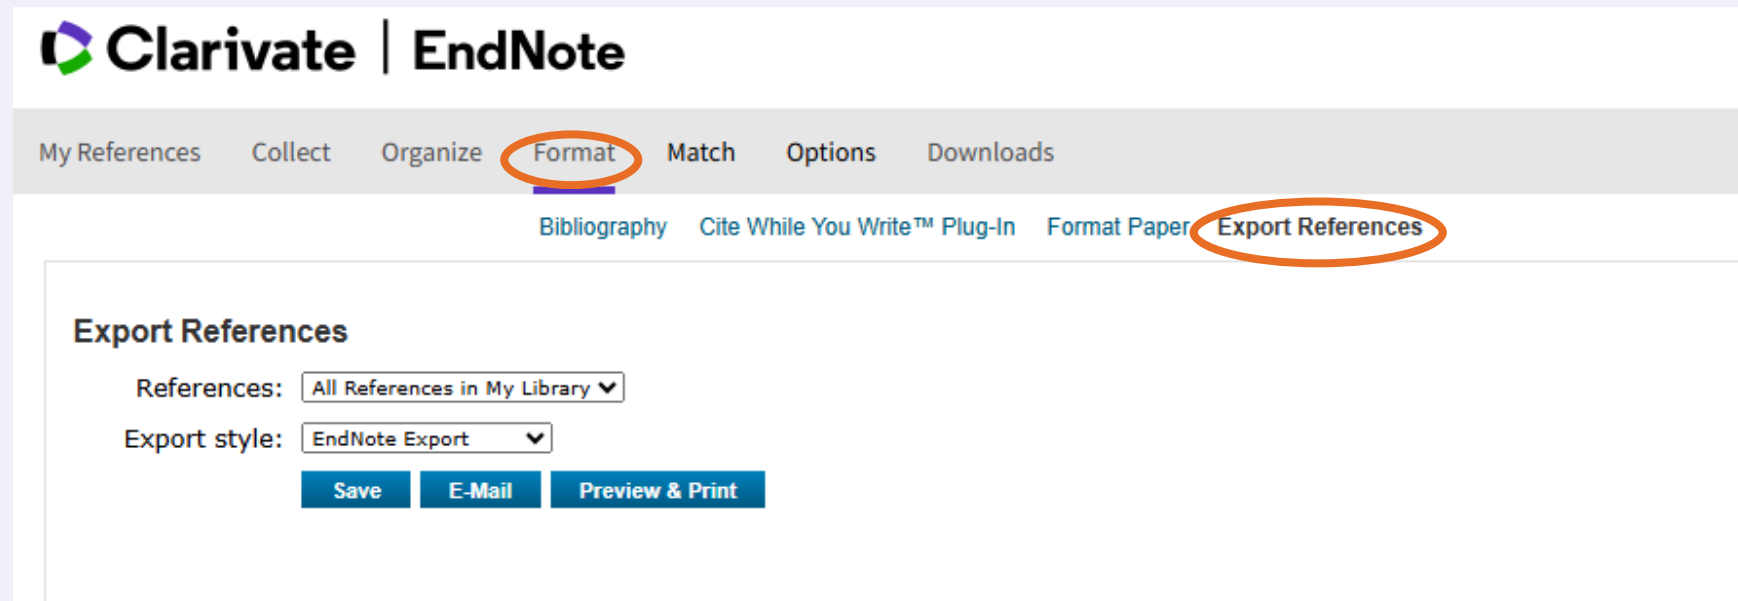 Clarivate | EndNote
My References Collect Organize Format Match Options Downloads
Bibliography Cite While You Write™ Plug-In Format Paper Export References
Export References
References: All References in My Library
Export style: EndNote Export
Save E-Mail Preview & Print